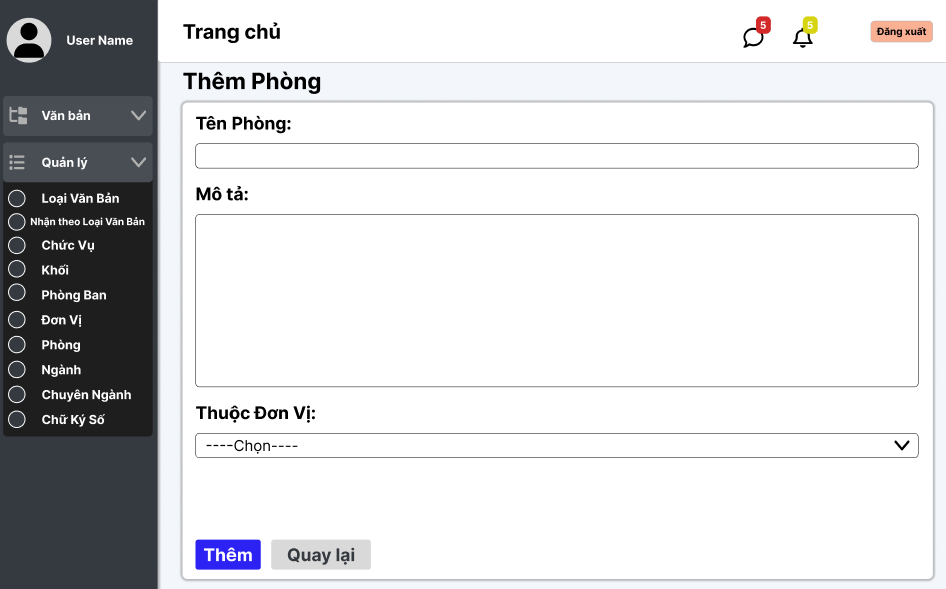 User Name
Trang chủ
5
5
Đăng xuất
Văn bản
Quản lý
Loại Văn Bản
Nhận theo Loại Văn Bản
Chức Vụ
Khối
Phòng Ban
Đơn Vị
Phòng
Ngành
Chuyên Ngành
Chữ Ký Số
Thêm Phòng
Tên Phòng:
Mô tả:
Thuộc Đơn Vị:
----Chọn----
Thêm
Quay lại